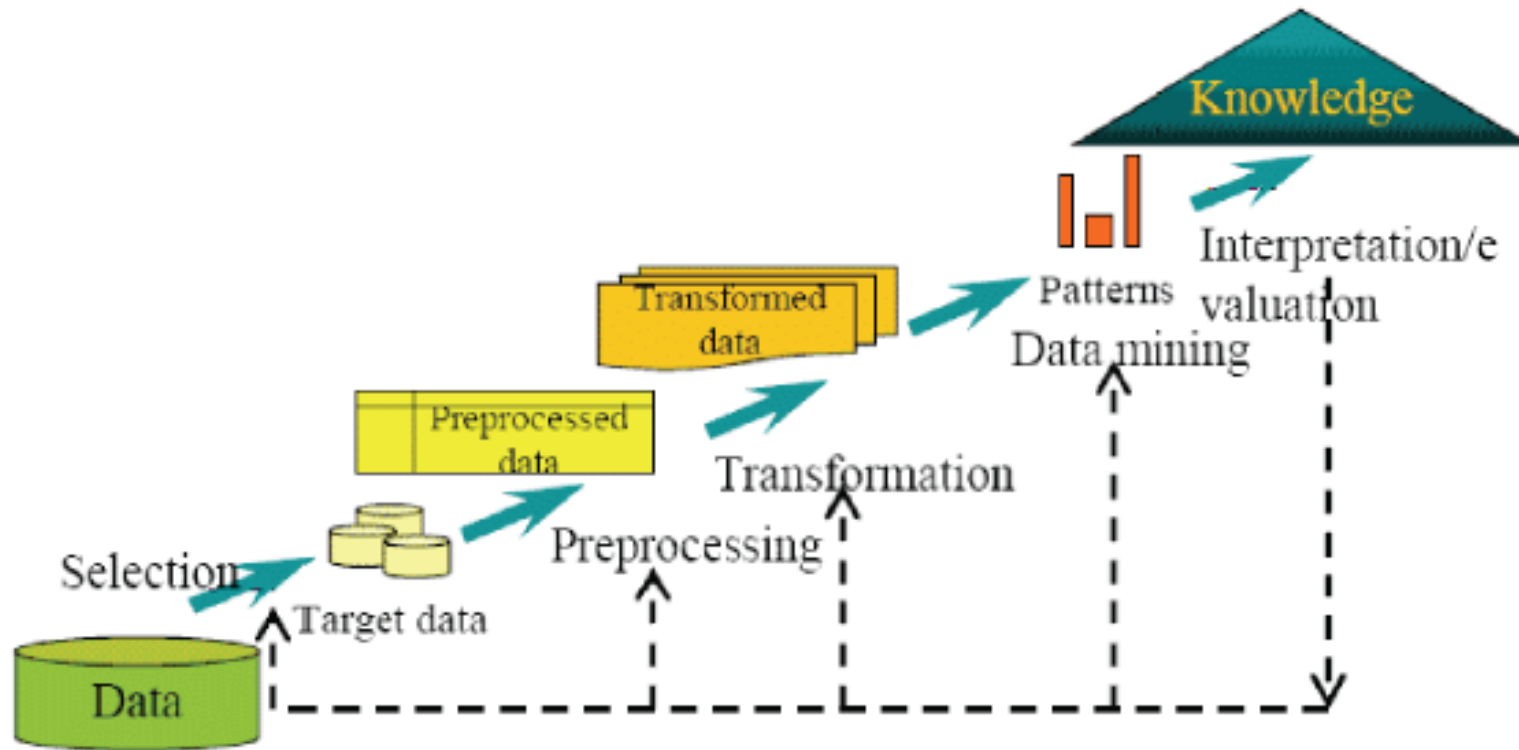 Knowledge
Interpretation/e
valuation
Patterns
Data mining
Transformed
data
Transformation
Preprocessed
data
Preprocessing
Selection
Target data
Data